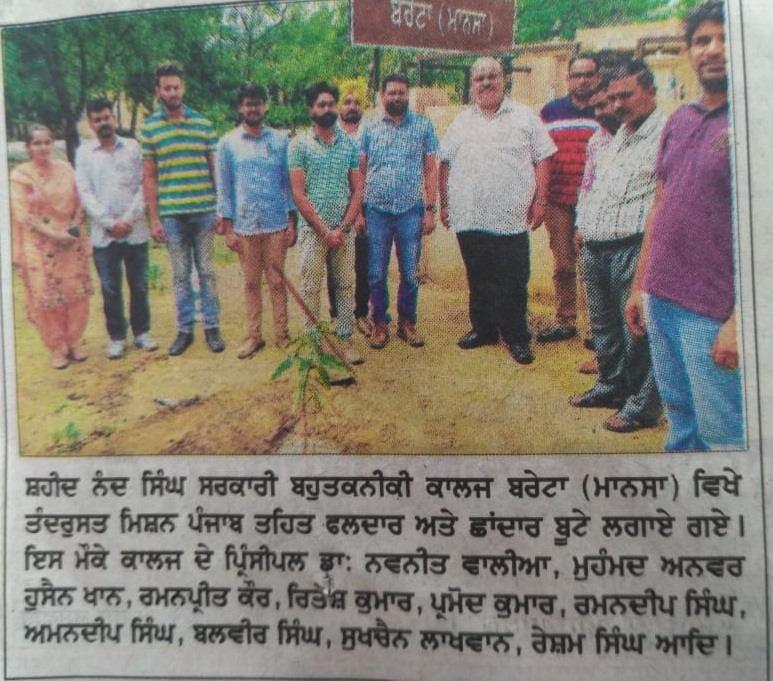 ਬਰੇਟਾ (ਮਾਨਸਾ)
ਸ਼ਹੀਦ ਨੰਦ ਸਿੰਘ ਸਰਕਾਰੀ ਬਹੁਤਕਨੀਕੀ ਕਾਲਜ ਬਰੇਟਾ (ਮਾਨਸਾ) ਵਿਖੇ
ਤੰਦਰੁਸਤ ਮਿਸ਼ਨ ਪੰਜਾਬ ਤਹਿਤ ਫਲਦਾਰ ਅਤੇ ਛਾਂਦਾਰ ਬੂਟੇ ਲਗਾਏ ਗਏ।
ਇਸ ਮੌਕੇ ਕਾਲਜ ਦੇ ਪ੍ਰਿੰਸੀਪਲ ਡਾ: ਨਵਨੀਤ ਵਾਲੀਆ, ਮੁਹੰਮਦ ਅਨਵਰ
ਹੁਸੈਨ ਖਾਨ, ਰਮਨਪ੍ਰੀਤ ਕੌਰ, ਰਿਤੇਸ਼ ਕੁਮਾਰ, ਪ੍ਰਮੋਦ ਕੁਮਾਰ, ਰਮਨਦੀਪ ਸਿੰਘ,
ਅਮਨਦੀਪ ਸਿੰਘ, ਬਲਵੀਰ ਸਿੰਘ, ਸੁਖਚੈਨ ਲਾਖਵਾਨ, ਰੇਸ਼ਮ ਸਿੰਘ ਆਦਿ।